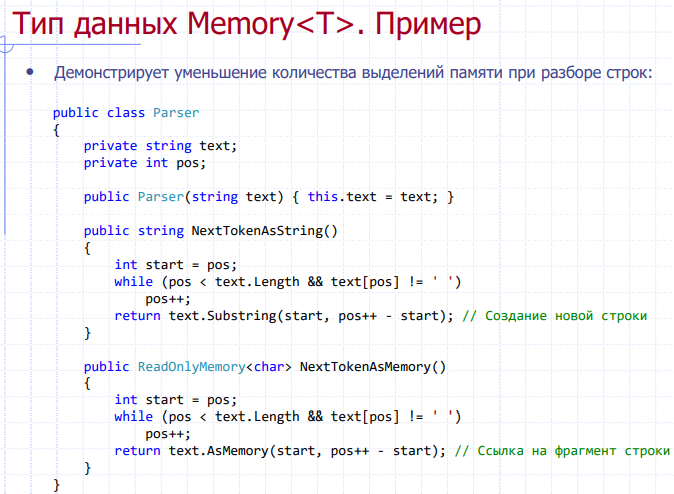 Тип данных Memory<T>. Пример
• Демонстрирует уменьшение количества выделений памяти при разборе строк:
public class Parser
{
    private string text;
    private int pos;
    public Parser(string text) { this.text = text; }
    public string NextTokenAsString()
    {
        int start = pos;
        while (pos < text.Length && text[pos] != ' ')
            pos++;
        return text.Substring(start, pos++ - start); // Создание новой строки
    }
    public ReadOnlyMemory<char> NextTokenAsMemory()
    {
        int start = pos;
        while (pos < text.Length && text[pos] != ' ')
            pos++;
        return text.AsMemory(start, pos++ - start); // Ссылка на фрагмент строки
    }
}